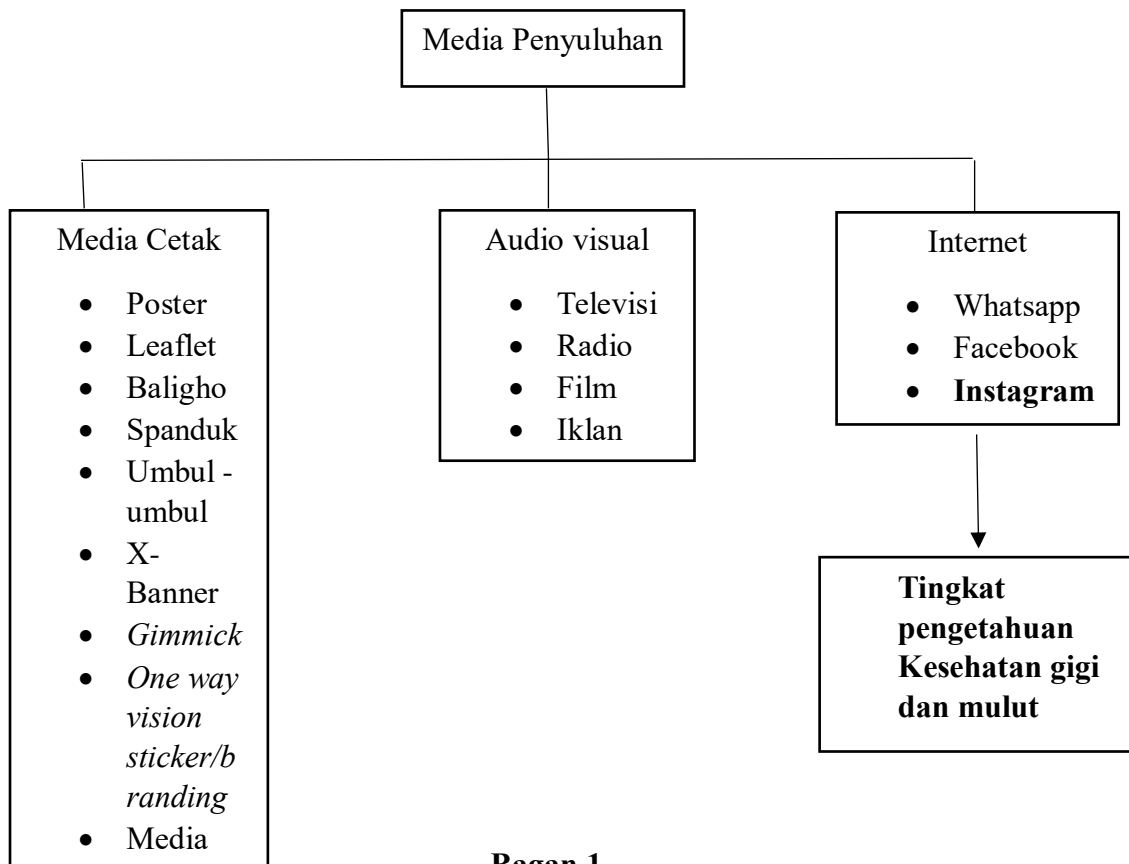 Media Penyuluhan
Media Cetak
• Poster
• Leaflet
• Baligho
• Spanduk
• Umbul -
umbul
• X-
Banner
• Gimmick
• One way
vision
sticker/b
randing
• Media
Audio visual
• Televisi
• Radio
• Film
• Iklan
Internet
• Whatsapp
• Facebook
• Instagram
Tingkat
pengetahuan
Kesehatan gigi
dan mulut
Bagan 1